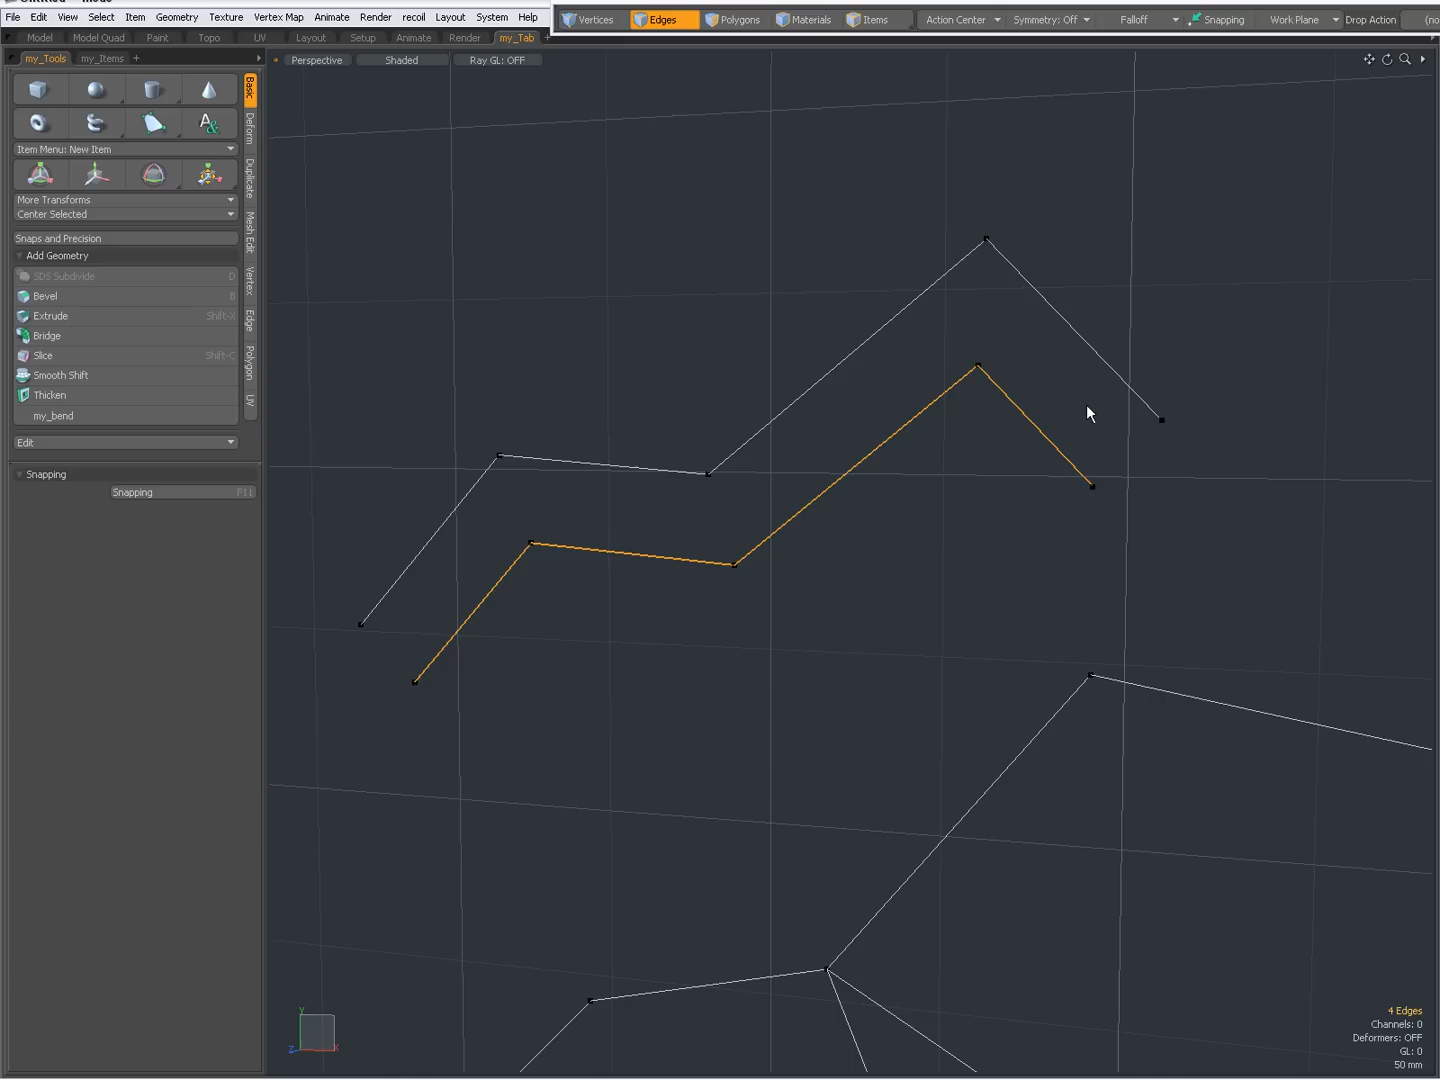 File Edit View Select Item Geometry Texture Vertex Map Animate Render recoil Layout System Help
Vertices Edges Polygons Materials Items Action Center Symmetry: Off Falloff Snapping Work Plane Drop Action (no
Model Model Quad Paint Topo UV Layout Setup Animate Render my_Tab +
my_Tools my_Items +
Perspective Shaded Ray GL: OFF
Basic
Deform
Duplicate
Mesh Edit
Vertex
Edge
Polygon
UV
Item Menu: New Item
More Transforms
Center Selected
Snaps and Precision
Add Geometry
SDS Subdivide D
Bevel B
Extrude Shift-X
Bridge
Slice Shift-C
Smooth Shift
Thicken
my_bend
Edit
Snapping
Snapping F11
Y
Z X
4 Edges
Channels: 0
Deformers: OFF
GL: 0
50 mm